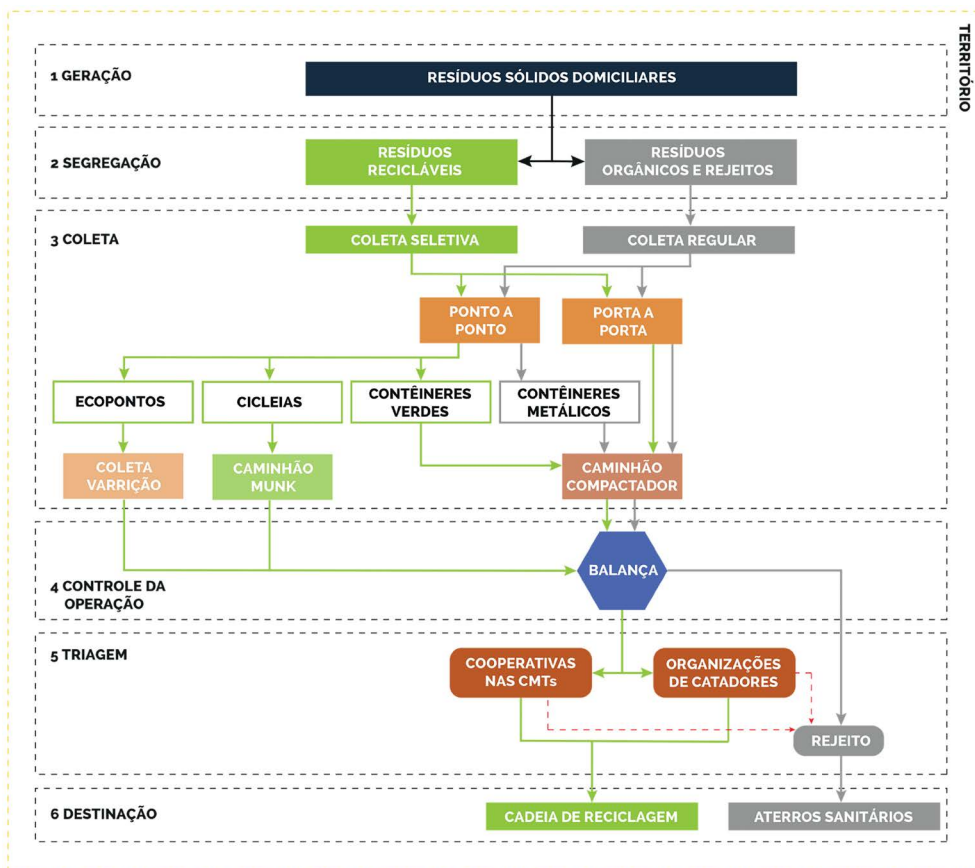 TERRITÓRIO
1 GERAÇÃO
RESÍDUOS SÓLIDOS DOMICILIARES
2 SEGREGAÇÃO
RESÍDUOS
RECICLÁVEIS
RESÍDUOS
ORGÂNICOS E REJEITOS
3 COLETA
COLETA SELETIVA
COLETA REGULAR
PONTO A
PONTO
PORTA A
PORTA
ECOPONTOS
CICLEIAS
CONTÊINERES
VERDES
CONTÊINERES
METÁLICOS
COLETA
VARRIÇÃO
CAMINHÃO
MUNK
CAMINHÃO
COMPACTADOR
4 CONTROLE DA
OPERAÇÃO
BALANÇA
5 TRIAGEM
COOPERATIVAS
NAS CMTs
ORGANIZAÇÕES
DE CATADORES
REJEITO
6 DESTINAÇÃO
CADEIA DE RECICLAGEM
ATERROS SANITÁRIOS